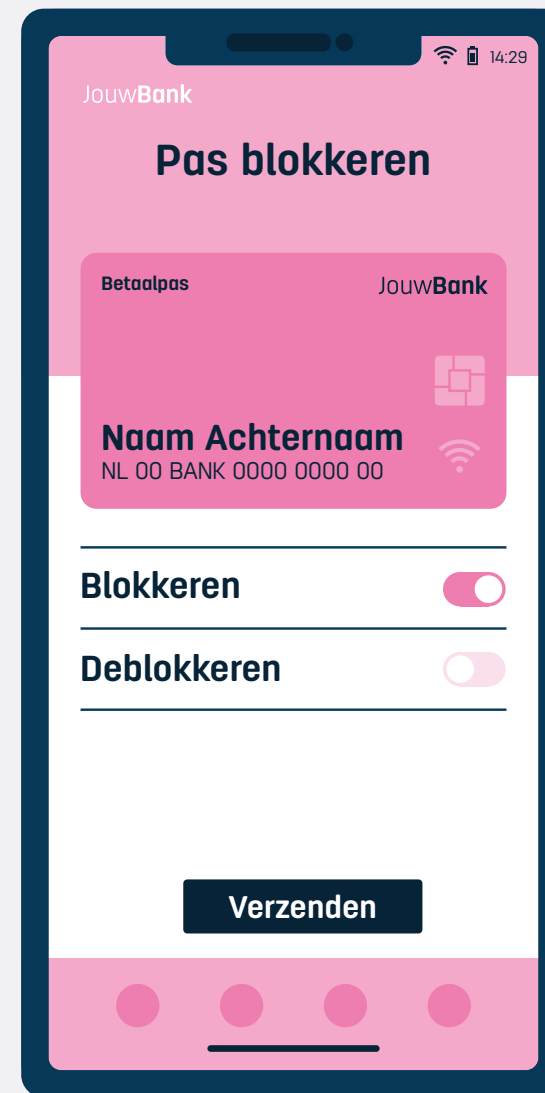 14:29
JouwBank
Pas blokkeren
Betaalpas JouwBank
Naam Achternaam
NL 00 BANK 0000 0000 00
Blokkeren
Deblokkeren
Verzenden